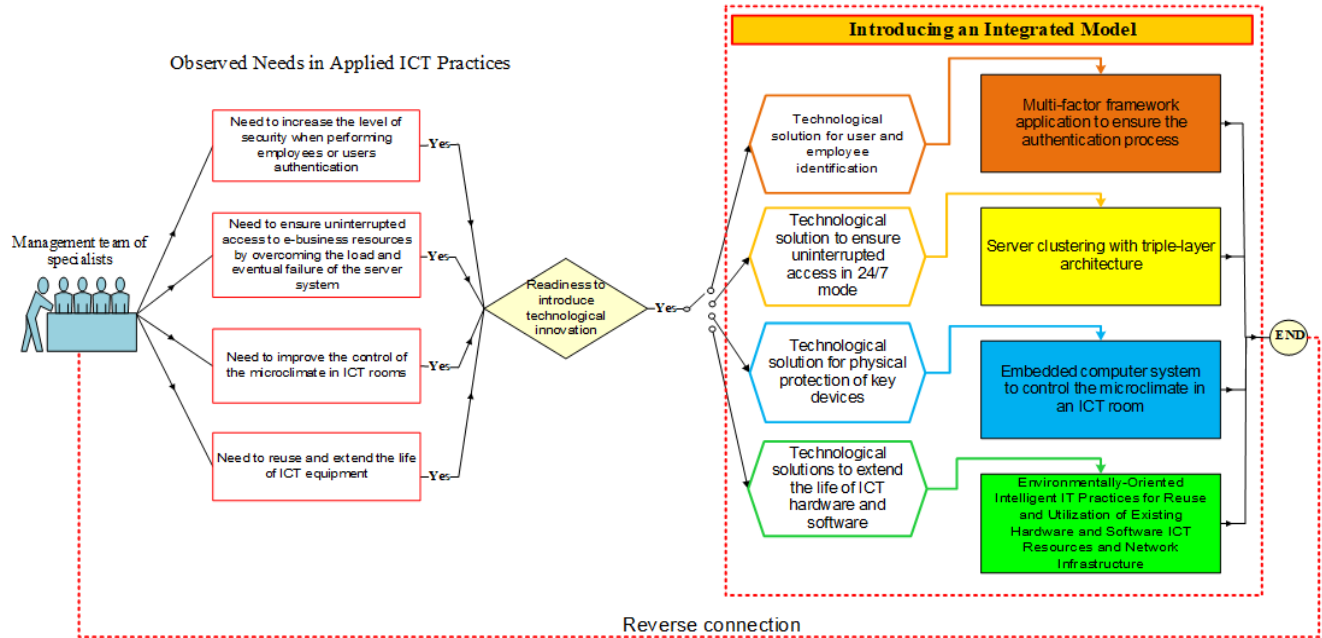 Introducing an Integrated Model
Observed Needs in Applied ICT Practices
Management team of
specialists
Need to increase the level of
security when performing
employees or users
authentication
Yes
Need to ensure uninterrupted
access to e-business resources
by overcoming the load and
eventual failure of the server
system
Yes
Need to improve the control of
the microclimate in ICT rooms
Yes
Need to reuse and extend the life
of ICT equipment
Yes
Readiness to
introduce
technological
innovation
Yes
Technological
solution for user and
employee
identification
Multi-factor framework
application to ensure the
authentication process
Technological
solution to ensure
uninterrupted
access in 24/7
mode
Server clustering with triple-layer
architecture
Technological
solution for physical
protection of key
devices
Embedded computer system
to control the microclimate in
an ICT room
Technological
solutions to extend
the life of ICT
hardware and
software
Environmentally-Oriented
Intelligent IT Practices for Reuse
and Utilization of Existing
Hardware and Software ICT
Resources and Network
Infrastructure
END
Reverse connection